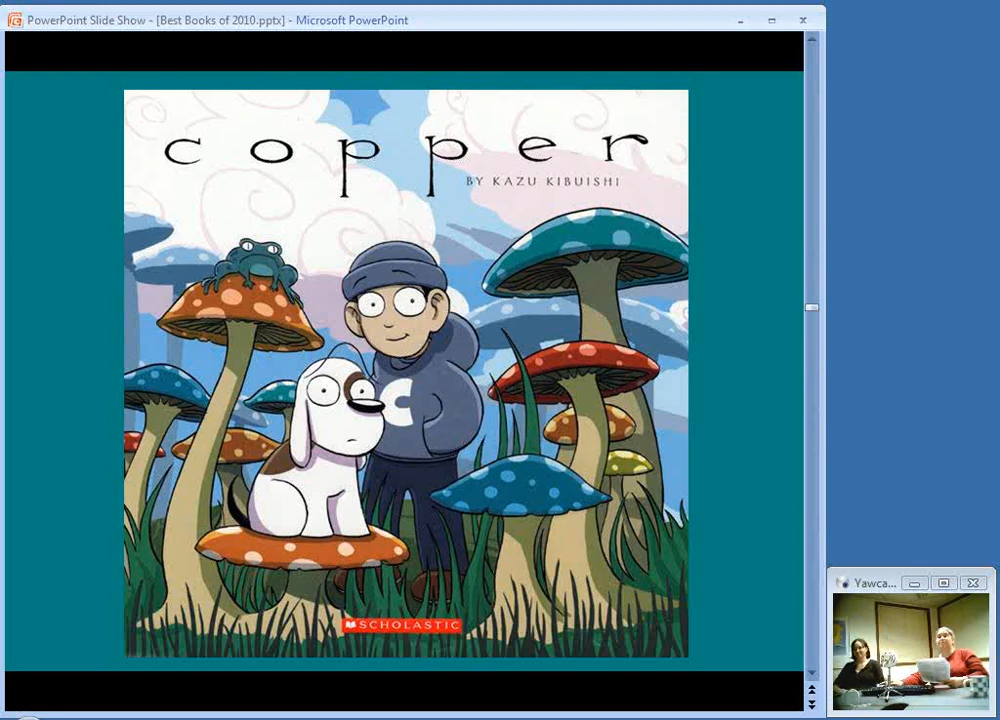 PowerPoint Slide Show - [Best Books of 2010.pptx] - Microsoft PowerPoint
copper
BY KAZU KIBUISHI
C
SCHOLASTIC
Yawca...